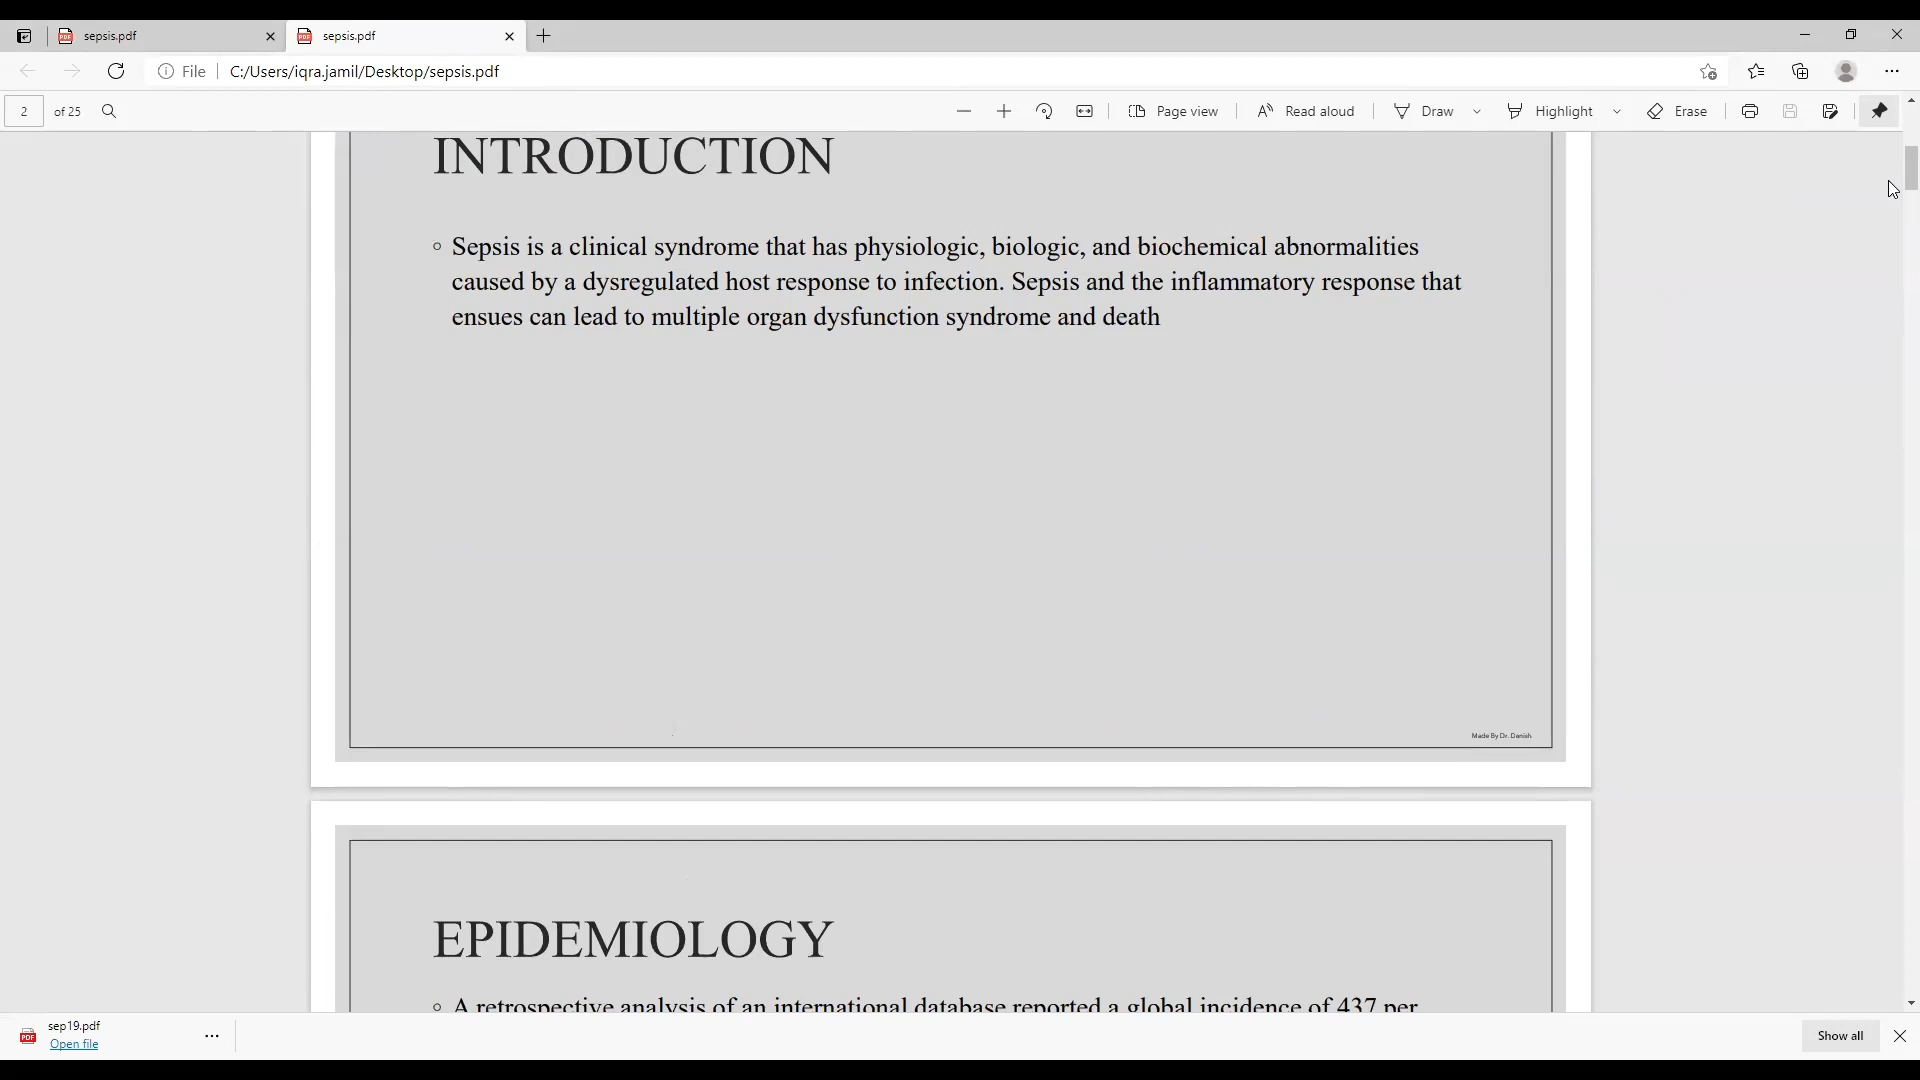 sepsis.pdf
sepsis.pdf
File
C:/Users/iqra.jamil/Desktop/sepsis.pdf
2 of 25
Page view
Read aloud
Draw
Highlight
Erase
INTRODUCTION
Sepsis is a clinical syndrome that has physiologic, biologic, and biochemical abnormalities
caused by a dysregulated host response to infection. Sepsis and the inflammatory response that
ensues can lead to multiple organ dysfunction syndrome and death
Made By Dr. Danish
EPIDEMIOLOGY
A retrospective analysis of an international database reported a global incidence of 437 per
sep19.pdf
Open file
Show all